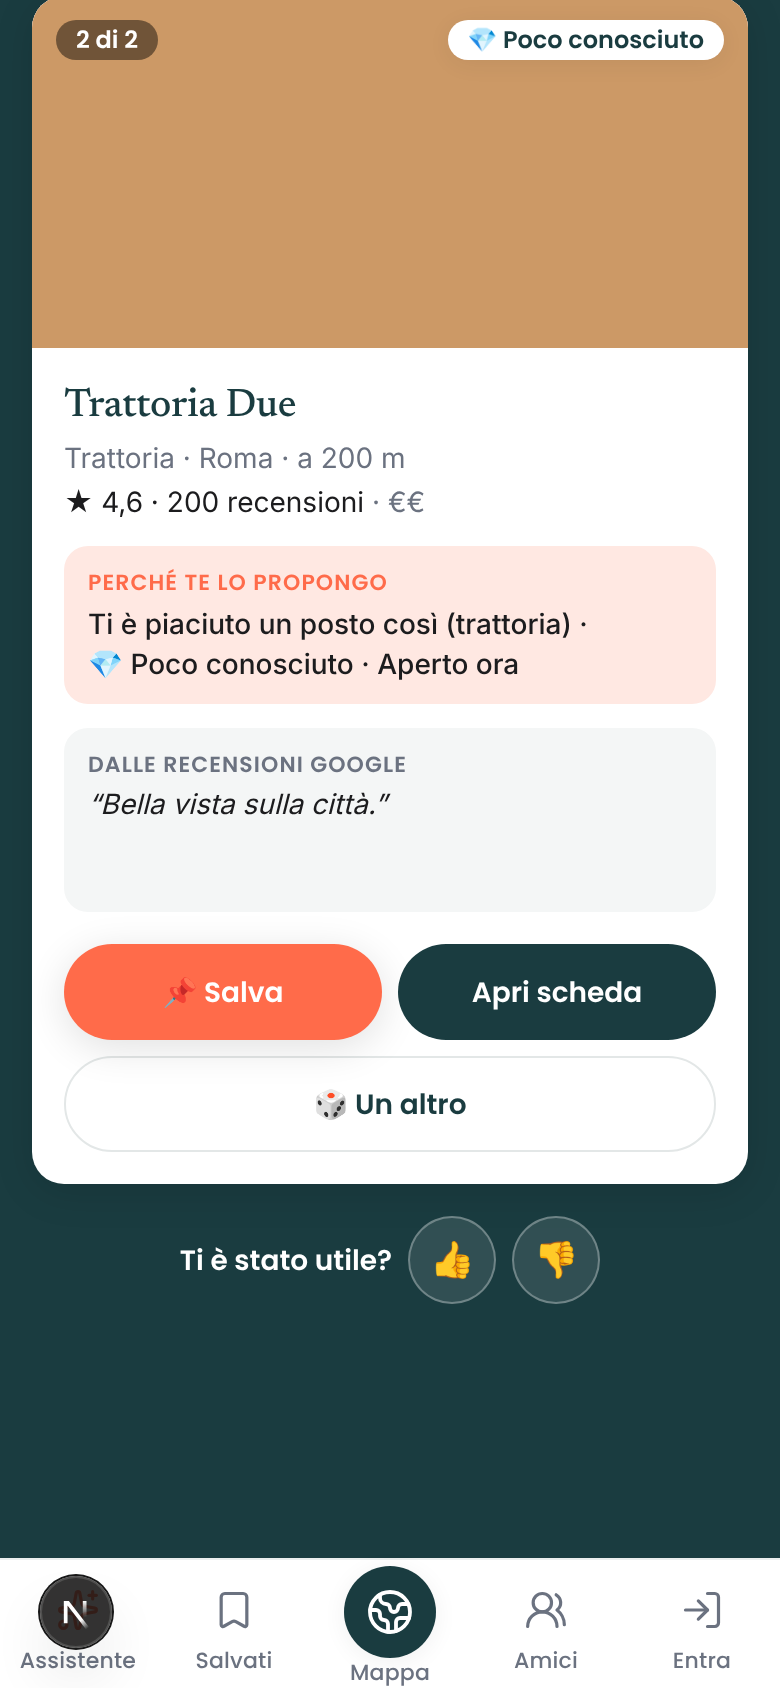 2 di 2
💎 Poco conosciuto
Trattoria Due
Trattoria · Roma · a 200 m
★ 4,6 · 200 recensioni · €€
PERCHÉ TE LO PROPONGO
Ti è piaciuto un posto così (trattoria) ·
💎 Poco conosciuto · Aperto ora
DALLE RECENSIONI GOOGLE
“Bella vista sulla città.”
📌 Salva
Apri scheda
🎲 Un altro
Ti è stato utile? 👍 👎
N
Assistente
Salvati
Mappa
Amici
Entra